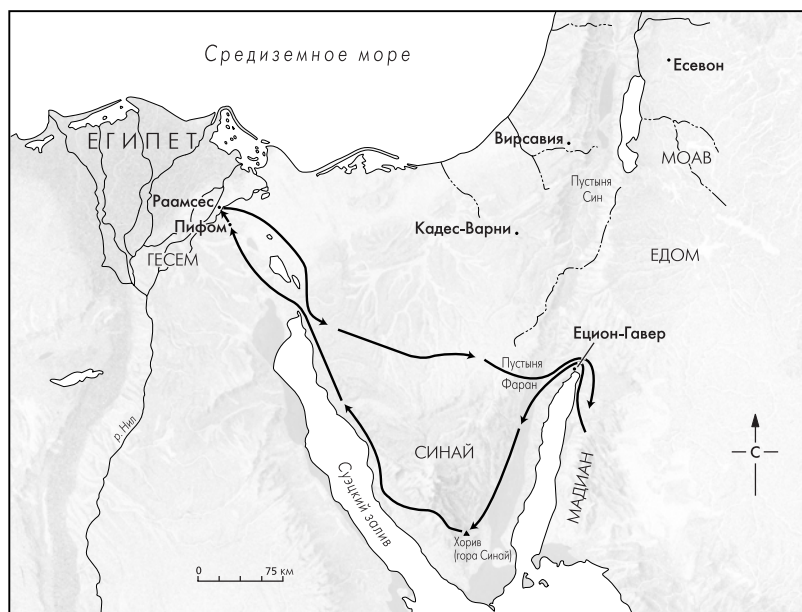 Средиземное море
Есевон
ЕГИПЕТ
Вирсавия
МОАВ
Пустыня
Син
Раамсес
Пифом
Кадес-Варни
ГЕСЕМ
ЕДОМ
Ецион-Гавер
Пустыня
Фаран
р. Нил
СИНАЙ
С
Суэцкий залив
МАДИАН
Хорив
(гора Синай)
0 75 км